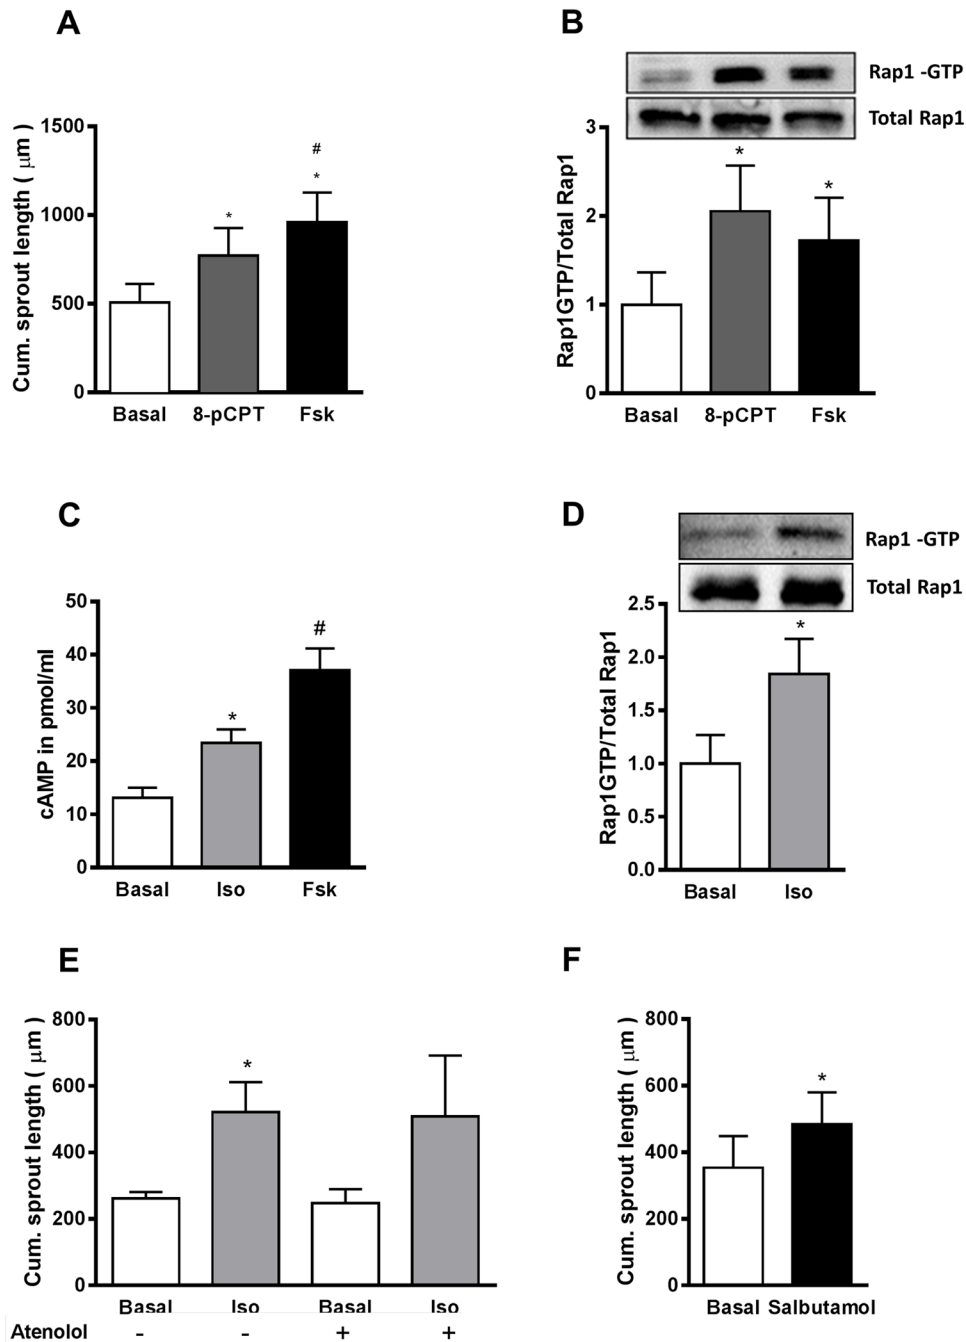 A
Cum. sprout length ( μm )
1500
1000
500
0
*
#
*
Basal 8-pCPT Fsk
B
Rap1 -GTP
Total Rap1
Rap1GTP/Total Rap1
3
2
1
0
*
*
Basal 8-pCPT Fsk
C
cAMP in pmol/ml
50
40
30
20
10
0
*
#
Basal Iso Fsk
D
Rap1 -GTP
Total Rap1
Rap1GTP/Total Rap1
2.5
2.0
1.5
1.0
0.5
0.0
*
Basal Iso
E
Cum. sprout length ( μm )
800
600
400
200
0
*
Basal Iso Basal Iso
Atenolol - - + +
F
Cum. sprout length ( μm )
800
600
400
200
0
*
Basal Salbutamol